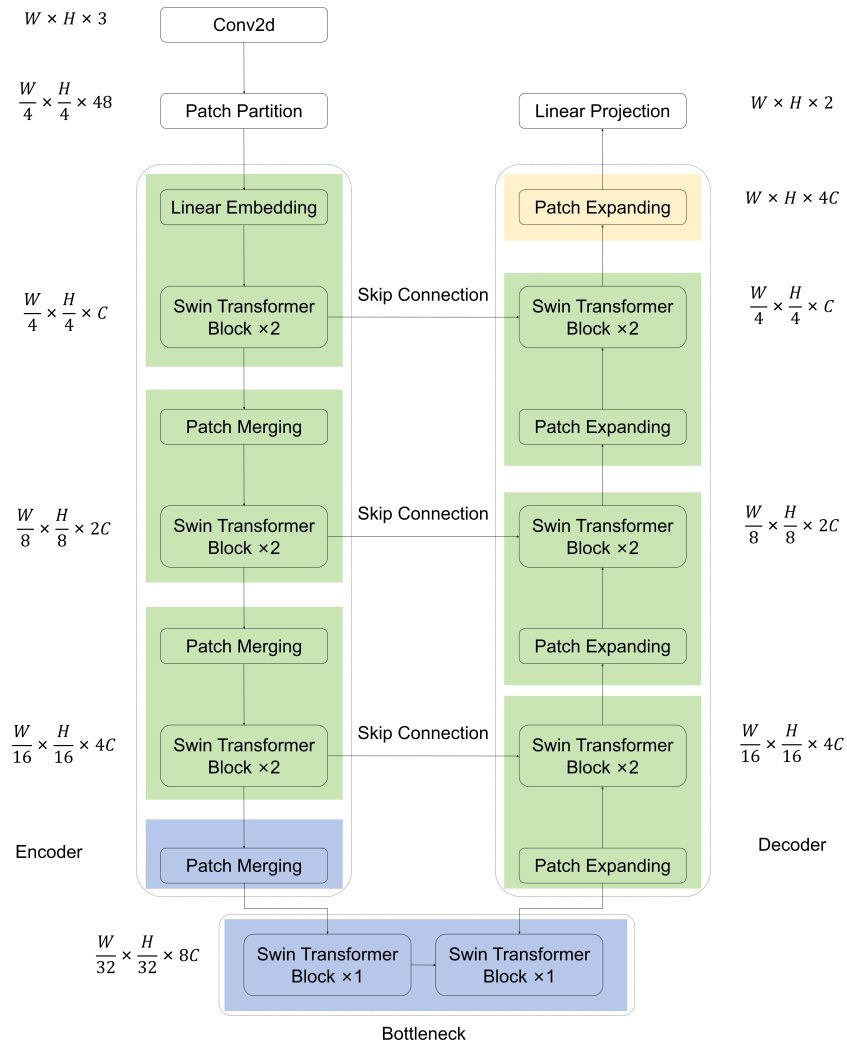 W × H × 3
Conv2d
W/4 × H/4 × 48
Patch Partition
Linear Projection
W × H × 2
Linear Embedding
Patch Expanding
W × H × 4C
W/4 × H/4 × C
Swin Transformer
Block ×2
Skip Connection
Swin Transformer
Block ×2
W/4 × H/4 × C
Patch Merging
Patch Expanding
W/8 × H/8 × 2C
Swin Transformer
Block ×2
Skip Connection
Swin Transformer
Block ×2
W/8 × H/8 × 2C
Patch Merging
Patch Expanding
W/16 × H/16 × 4C
Swin Transformer
Block ×2
Skip Connection
Swin Transformer
Block ×2
W/16 × H/16 × 4C
Encoder
Patch Merging
Patch Expanding
Decoder
W/32 × H/32 × 8C
Swin Transformer
Block ×1
Swin Transformer
Block ×1
Bottleneck